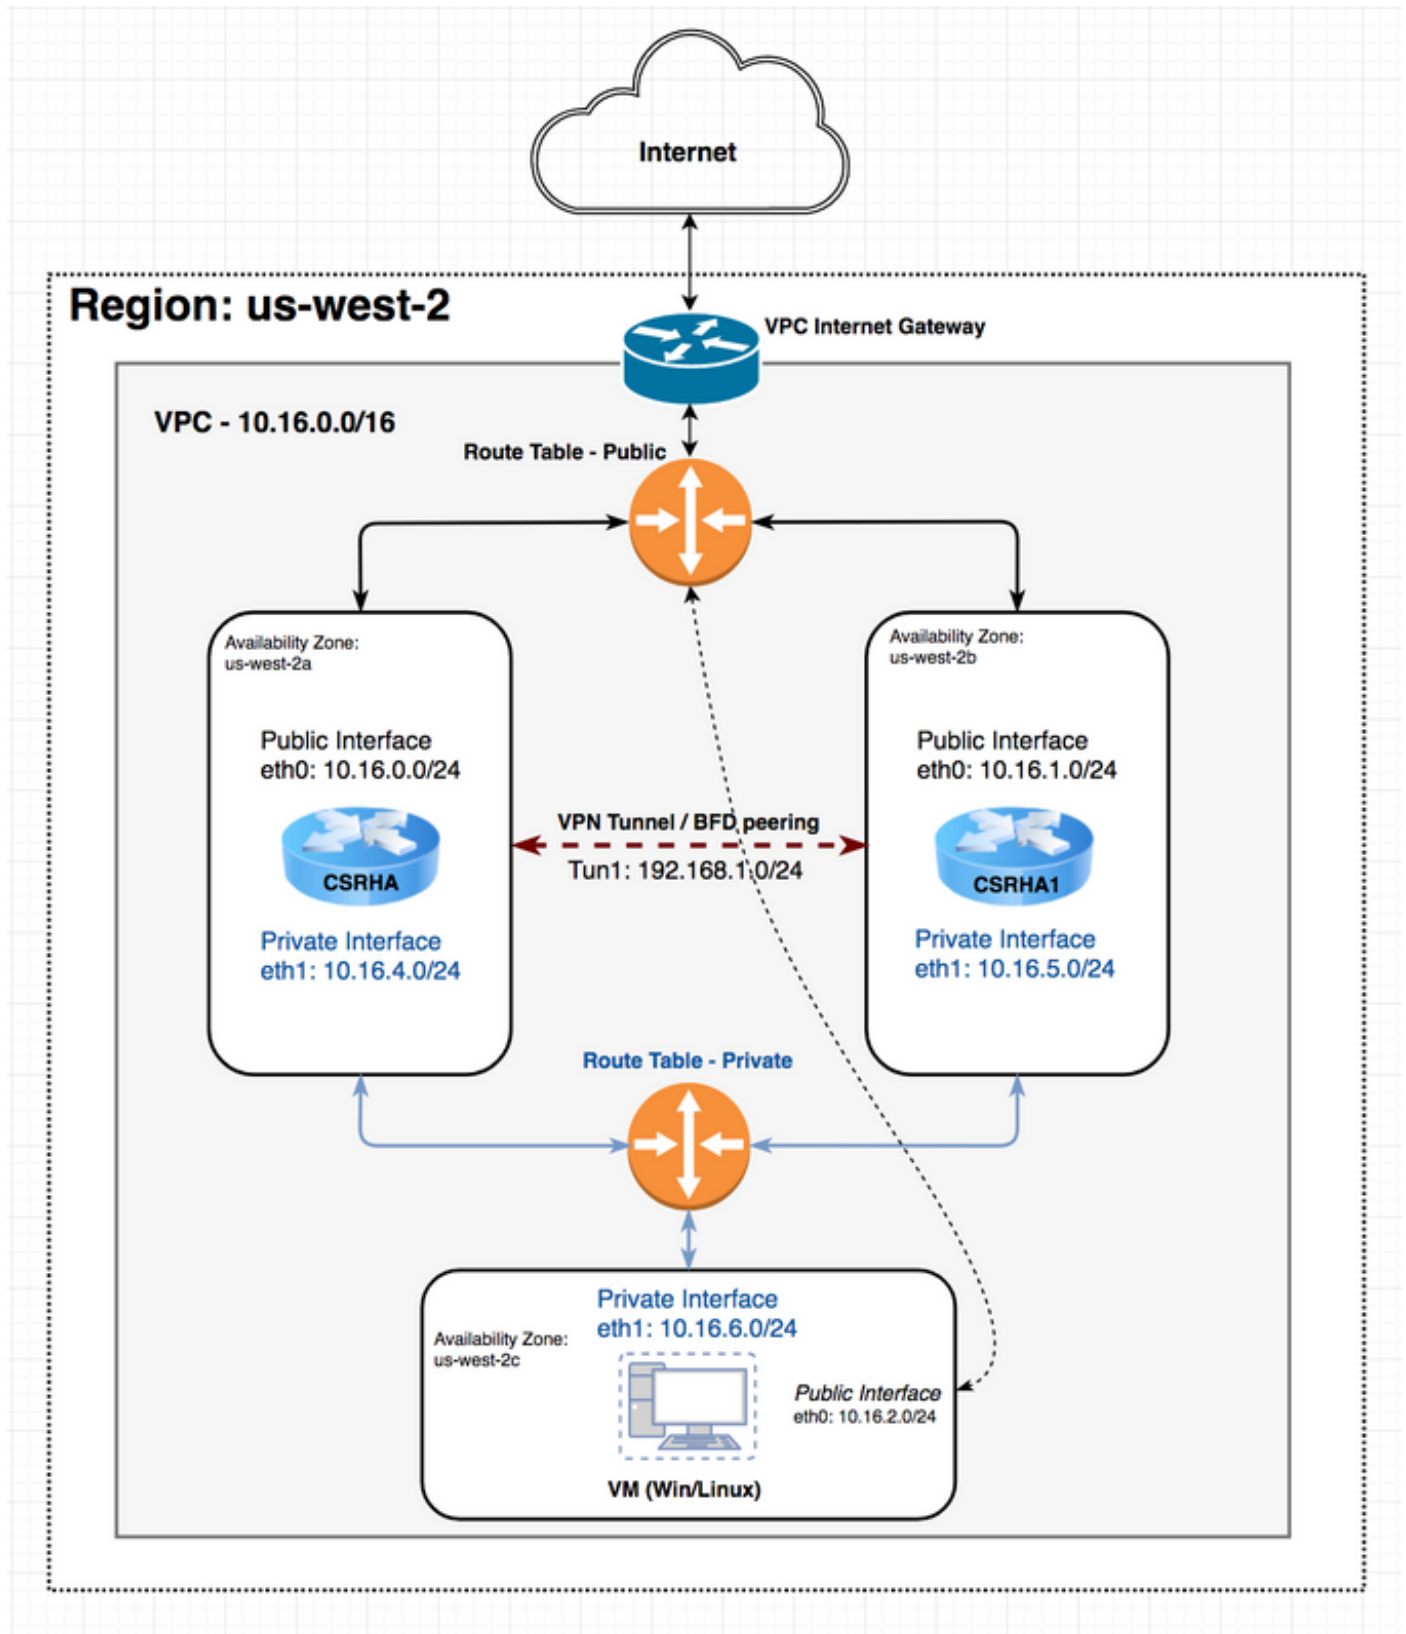 Internet
Region: us-west-2
VPC Internet Gateway
VPC - 10.16.0.0/16
Route Table - Public
Availability Zone:
us-west-2a
Public Interface
eth0: 10.16.0.0/24
CSRHA
Private Interface
eth1: 10.16.4.0/24
VPN Tunnel / BFD peering
Tun1: 192.168.1.0/24
Availability Zone:
us-west-2b
Public Interface
eth0: 10.16.1.0/24
CSRHA1
Private Interface
eth1: 10.16.5.0/24
Route Table - Private
Private Interface
eth1: 10.16.6.0/24
Availability Zone:
us-west-2c
Public Interface
eth0: 10.16.2.0/24
VM (Win/Linux)